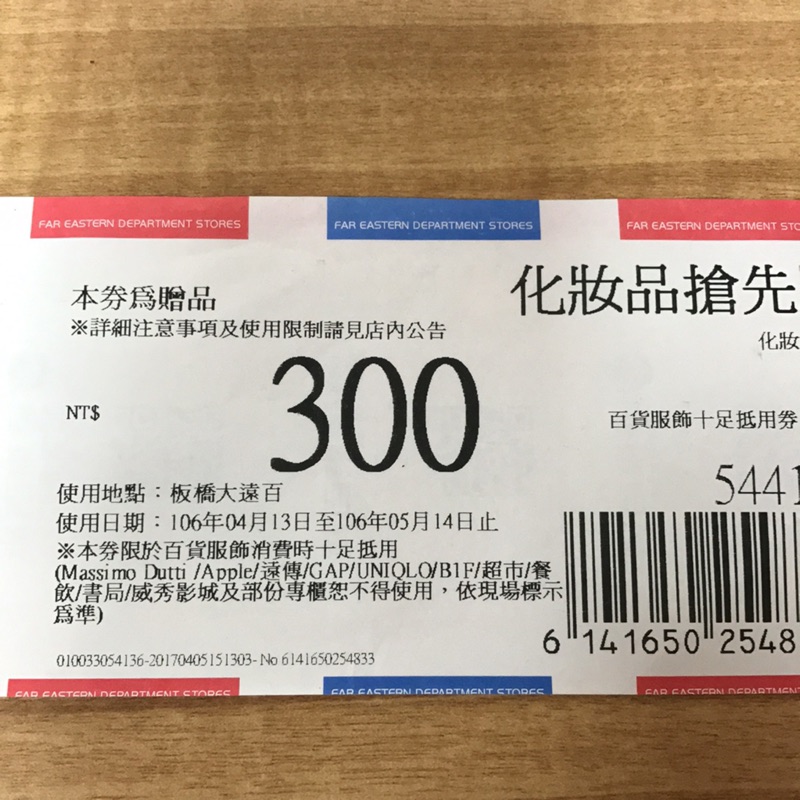 FAR EASTERN DEPARTMENT STORES
FAR EASTERN DEPARTMENT STORES
FAR EASTERN DEPARTMENT STO
本券爲贈品
※詳細注意事項及使用限制請見店內公告
化妝品搶先
化妝
NT$
300
百貨服飾十足抵用券
5441
使用地點：板橋大遠百
使用日期：106年04月13日至106年05月14日止
※本券限於百貨服飾消費時十足抵用
(Massimo Dutti /Apple/遠傳/GAP/UNIQLO/B1F/超市/餐
飲/書局/威秀影城及部份專櫃恕不得使用，依現場標示
爲準)
6 141650 2548
010033054136-20170405151303- No 6141650254833
FAR EASTERN DEPARTMENT STORES
FAR EASTERN DEPARTMENT STORES
FAR EASTERN DEPARTMENT STO